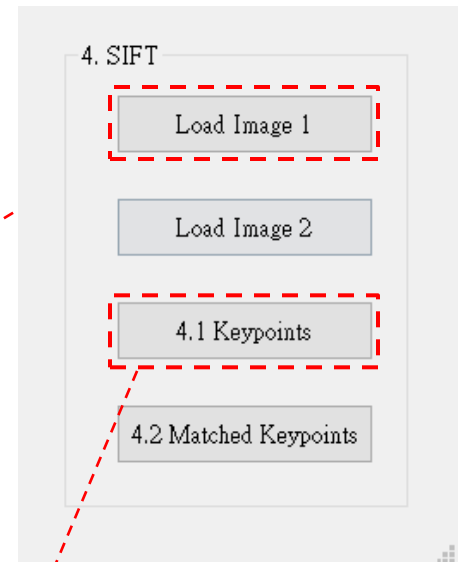 4. SIFT
Load Image 1
Load Image 2
4.1 Keypoints
4.2 Matched Keypoints